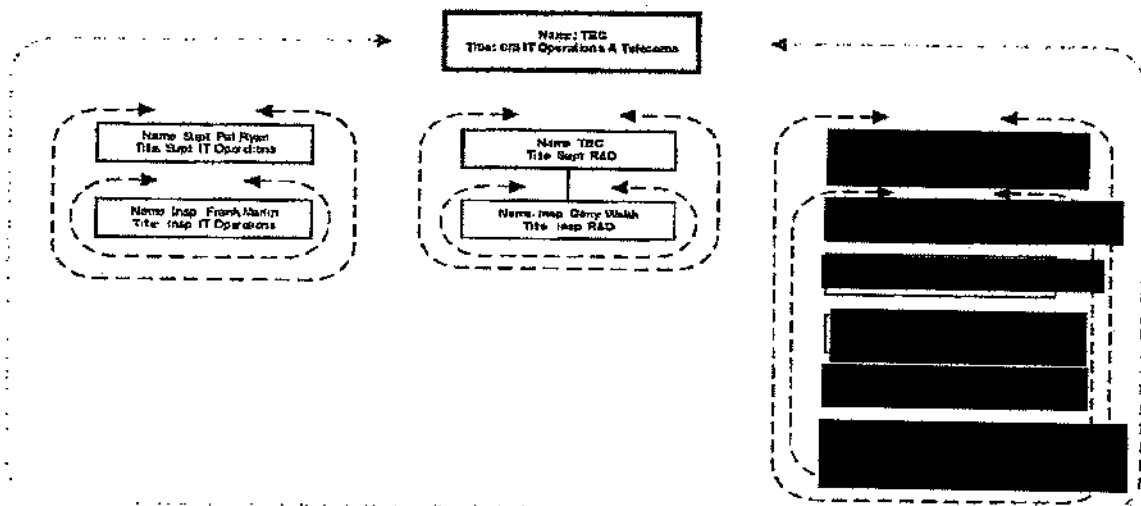 Name: TBC
Title: C/S IT Operations & Telecoms
Name Supt Pat Ryan
Title Supt IT Operations
Name Insp Frank Martin
Title: Insp IT Operations
Name TBC
Title Supt R&D
Name Insp Gerry Walsh
Title Insp R&D